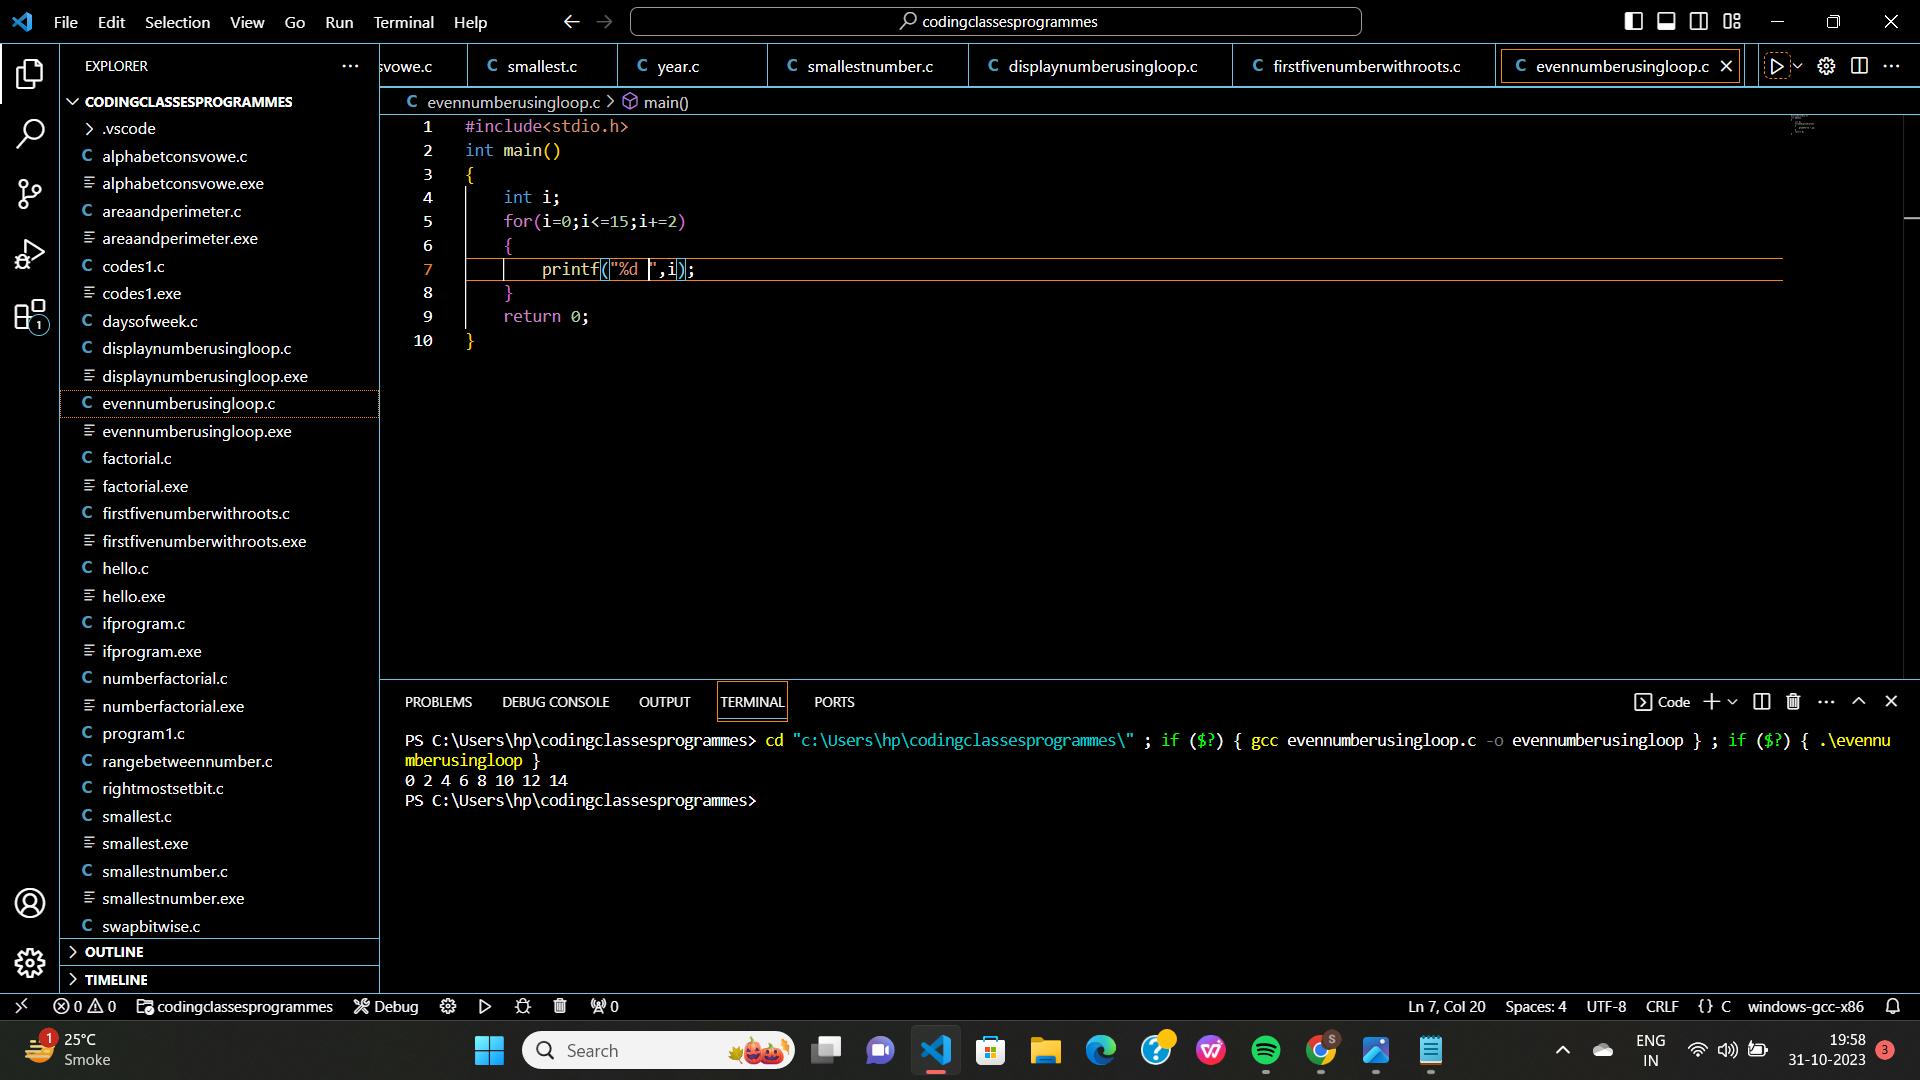 File Edit Selection View Go Run Terminal Help
codingclassesprogrammes
EXPLORER
svowe.c
C smallest.c
C year.c
C smallestnumber.c
C displaynumberusingloop.c
C firstfivenumberwithroots.c
C evennumberusingloop.c
CODINGCLASSESPROGRAMMES
.vscode
C alphabetconsvowe.c
alphabetconsvowe.exe
C areaandperimeter.c
areaandperimeter.exe
C codes1.c
codes1.exe
C daysofweek.c
C displaynumberusingloop.c
displaynumberusingloop.exe
C evennumberusingloop.c
evennumberusingloop.exe
C factorial.c
factorial.exe
C firstfivenumberwithroots.c
firstfivenumberwithroots.exe
C hello.c
hello.exe
C ifprogram.c
ifprogram.exe
C numberfactorial.c
numberfactorial.exe
C program1.c
C rangebetweennumber.c
C rightmostsetbit.c
C smallest.c
smallest.exe
C smallestnumber.c
smallestnumber.exe
C swapbitwise.c
OUTLINE
TIMELINE
1
C evennumberusingloop.c > main()
1 #include<stdio.h>
2 int main()
3 {
4 int i;
5 for(i=0;i<=15;i+=2)
6 {
7 printf("%d ",i);
8 }
9 return 0;
10 }
PROBLEMS DEBUG CONSOLE OUTPUT TERMINAL PORTS
Code
PS C:\Users\hp\codingclassesprogrammes> cd "c:\Users\hp\codingclassesprogrammes\" ; if ($?) { gcc evennumberusingloop.c -o evennumberusingloop } ; if ($?) { .\evennu
mberusingloop }
0 2 4 6 8 10 12 14
PS C:\Users\hp\codingclassesprogrammes>
0 0 codingclassesprogrammes Debug 0
Ln 7, Col 20 Spaces: 4 UTF-8 CRLF {} C windows-gcc-x86
1
25°C
Smoke
Search
S
ENG
IN
19:58
31-10-2023
3